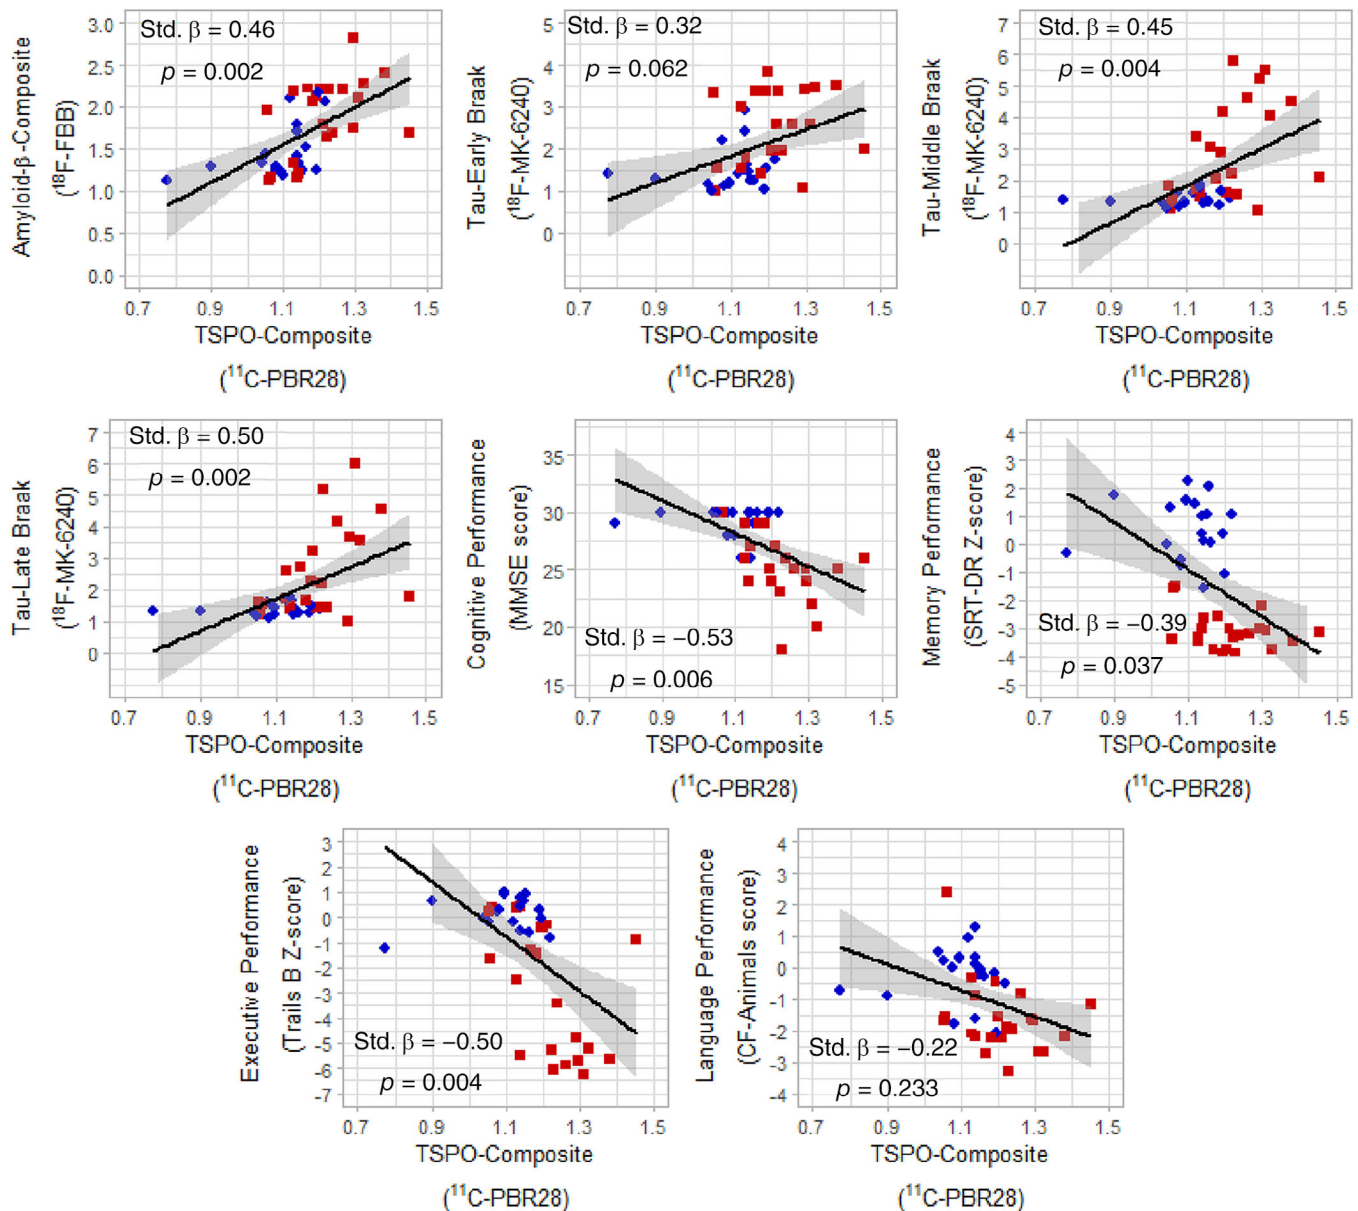 Amyloid-β-Composite
(¹⁸F-FBB)
Std. β = 0.46
p = 0.002
3.0
2.5
2.0
1.5
1.0
0.5
0.0
0.7 0.9 1.1 1.3 1.5
TSPO-Composite
(¹¹C-PBR28)
Tau-Early Braak
(¹⁸F-MK-6240)
Std. β = 0.32
p = 0.062
5
4
3
2
1
0
0.7 0.9 1.1 1.3 1.5
TSPO-Composite
(¹¹C-PBR28)
Tau-Middle Braak
(¹⁸F-MK-6240)
Std. β = 0.45
p = 0.004
7
6
5
4
3
2
1
0
0.7 0.9 1.1 1.3 1.5
TSPO-Composite
(¹¹C-PBR28)
Tau-Late Braak
(¹⁸F-MK-6240)
Std. β = 0.50
p = 0.002
7
6
5
4
3
2
1
0
0.7 0.9 1.1 1.3 1.5
TSPO-Composite
(¹¹C-PBR28)
Cognitive Performance
(MMSE score)
35
30
25
20
15
Std. β = −0.53
p = 0.006
0.7 0.9 1.1 1.3 1.5
TSPO-Composite
(¹¹C-PBR28)
Memory Performance
(SRT-DR Z-score)
4
3
2
1
0
-1
-2
-3
-4
-5
Std. β = −0.39
p = 0.037
0.7 0.9 1.1 1.3 1.5
TSPO-Composite
(¹¹C-PBR28)
Executive Performance
(Trails B Z-score)
3
2
1
0
-1
-2
-3
-4
-5
-6
-7
Std. β = −0.50
p = 0.004
0.7 0.9 1.1 1.3 1.5
TSPO-Composite
(¹¹C-PBR28)
Language Performance
(CF-Animals score)
4
3
2
1
0
-1
-2
-3
-4
Std. β = −0.22
p = 0.233
0.7 0.9 1.1 1.3 1.5
TSPO-Composite
(¹¹C-PBR28)